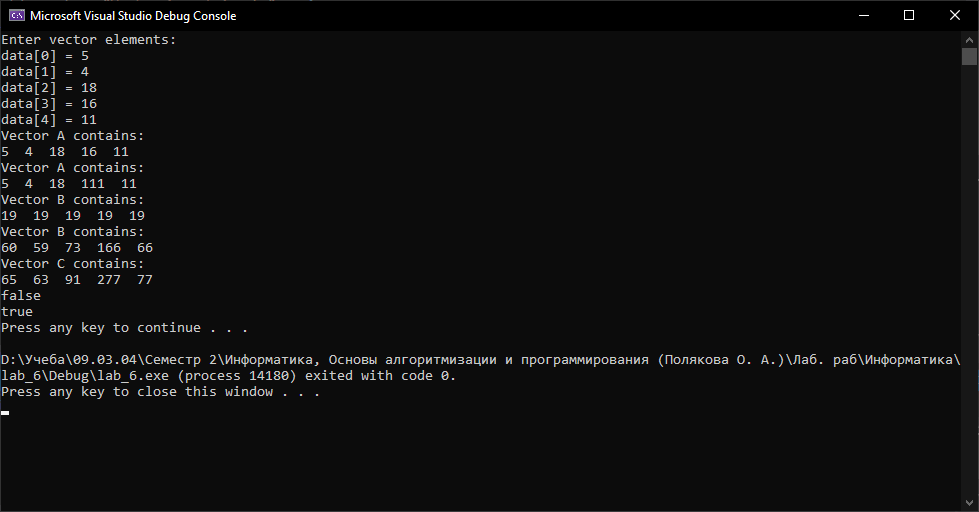 Microsoft Visual Studio Debug Console
Enter vector elements:
data[0] = 5
data[1] = 4
data[2] = 18
data[3] = 16
data[4] = 11
Vector A contains:
5  4  18  16  11
Vector A contains:
5  4  18  111  11
Vector B contains:
19  19  19  19  19
Vector B contains:
60  59  73  166  66
Vector C contains:
65  63  91  277  77
false
true
Press any key to continue . . .
D:\Учеба\09.03.04\Семестр 2\Информатика, Основы алгоритмизации и программирования (Полякова О. А.)\Лаб. раб\Информатика\
lab_6\Debug\lab_6.exe (process 14180) exited with code 0.
Press any key to close this window . . .